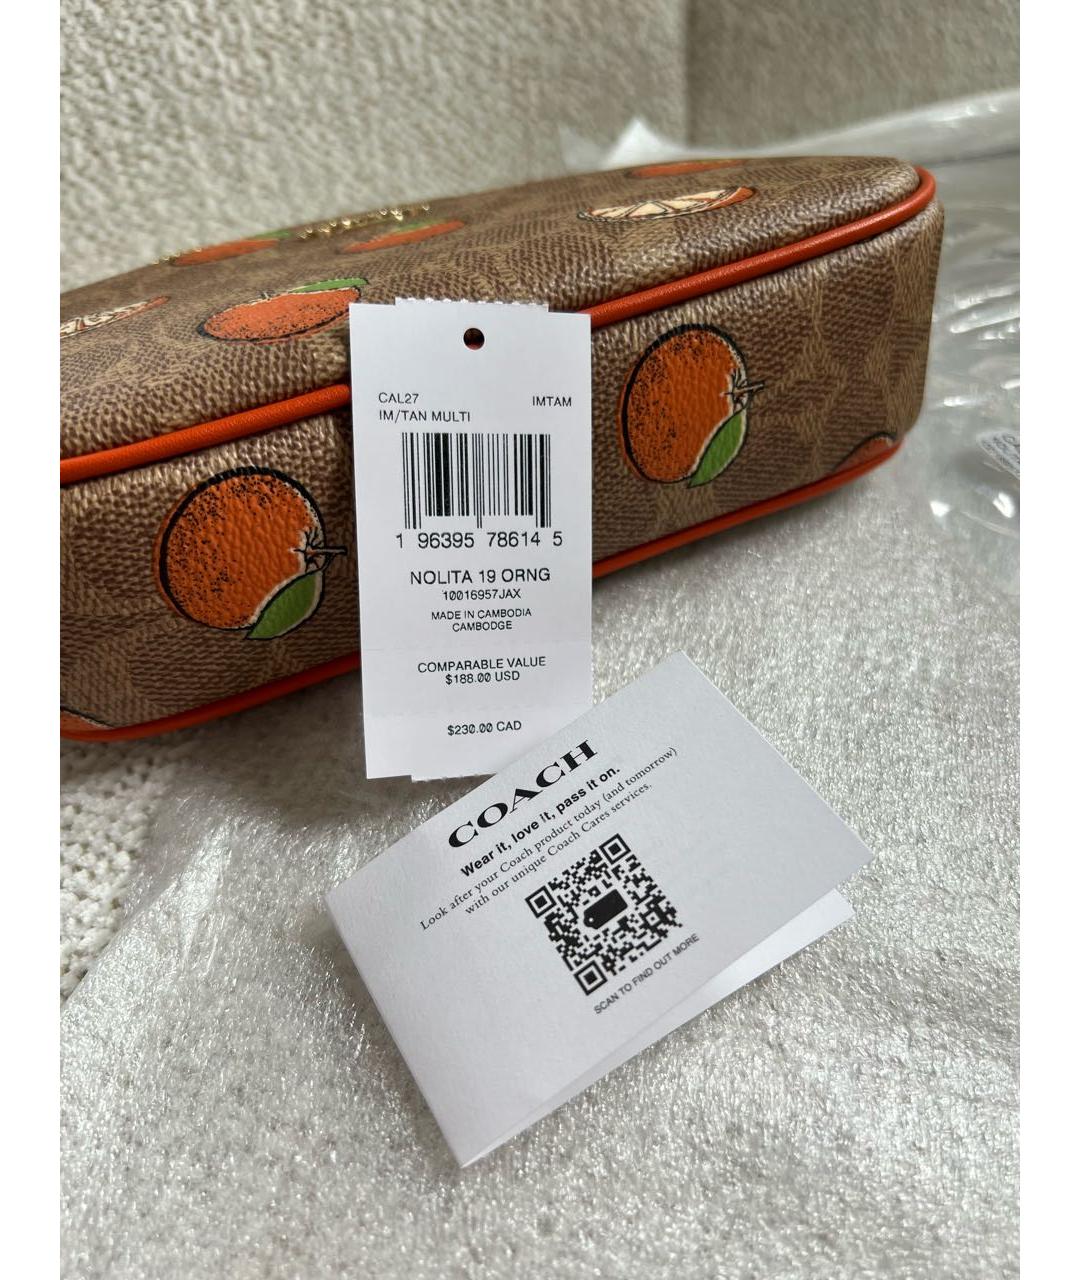 CAL27 IMTAM
IM/TAN MULTI
1 96395 78614 5
NOLITA 19 ORNG
10016957JAX
MADE IN CAMBODIA
CAMBODGE
COMPARABLE VALUE
$188.00 USD
$230.00 CAD
COACH
Wear it, love it, pass it on.
Look after your Coach product today (and tomorrow)
with our unique Coach Cares services.
SCAN TO FIND OUT MORE